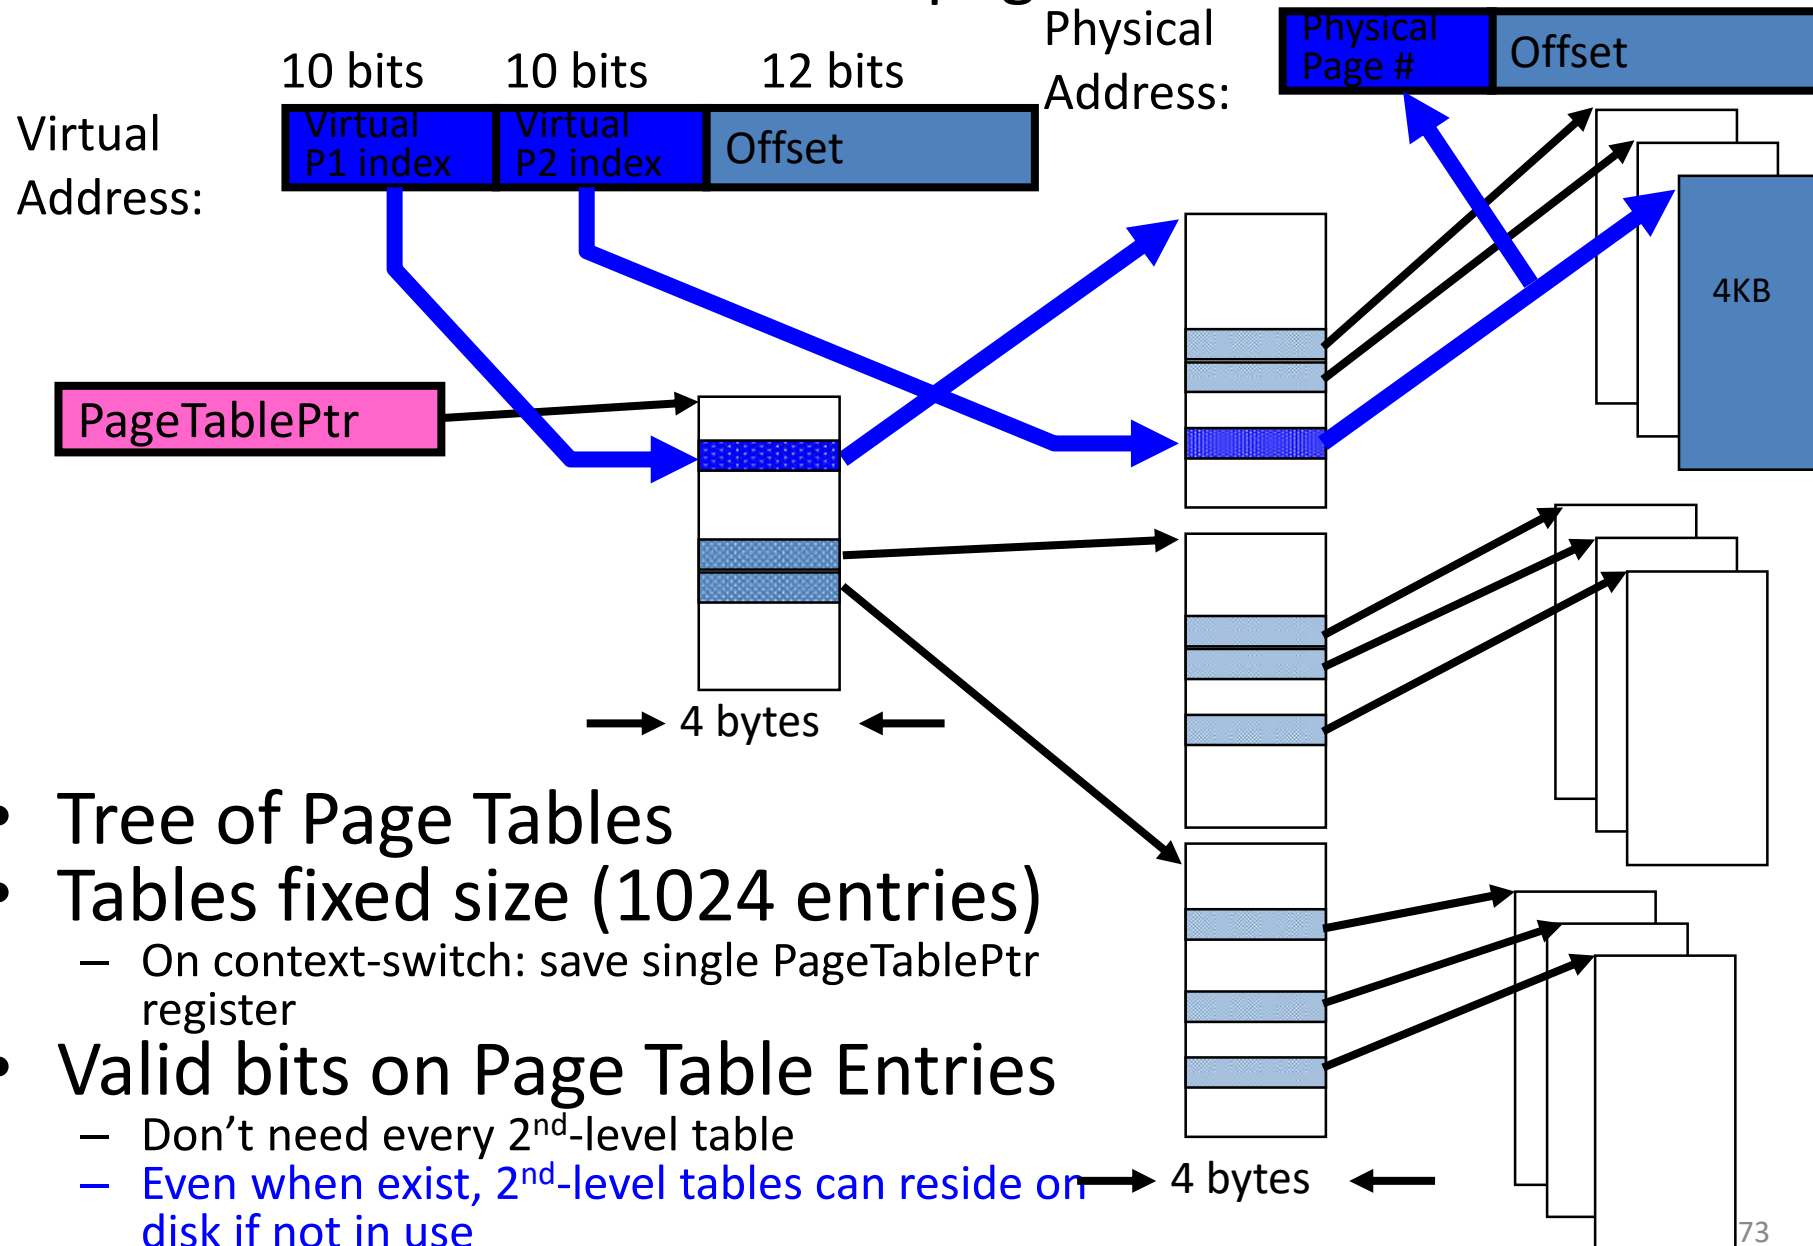 Physical
Address:
Physical
Page #
Offset
10 bits
10 bits
12 bits
Virtual
Address:
Virtual
P1 index
Virtual
P2 index
Offset
4KB
PageTablePtr
4 bytes
• Tree of Page Tables
• Tables fixed size (1024 entries)
– On context-switch: save single PageTablePtr
register
• Valid bits on Page Table Entries
– Don’t need every 2nd-level table
– Even when exist, 2nd-level tables can reside on
disk if not in use
4 bytes
73